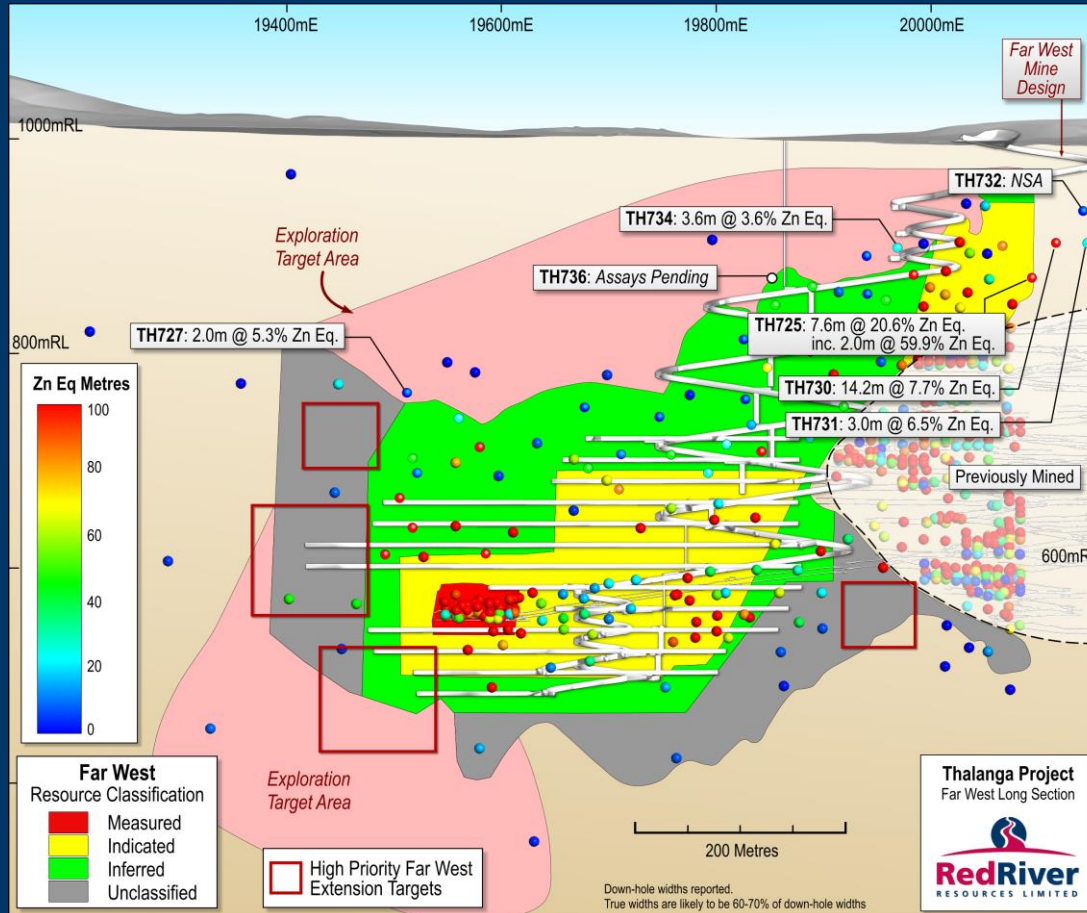 19400mE
19600mE
19800mE
20000mE
Far West
Mine
Design
1000mRL
TH732: NSA
TH734: 3.6m @ 3.6% Zn Eq.
Exploration
Target Area
TH736: Assays Pending
TH725: 7.6m @ 20.6% Zn Eq.
inc. 2.0m @ 59.9% Zn Eq.
TH727: 2.0m @ 5.3% Zn Eq.
800mRL
Zn Eq Metres
100
80
60
40
20
0
TH730: 14.2m @ 7.7% Zn Eq.
TH731: 3.0m @ 6.5% Zn Eq.
Previously Mined
600mRL
Far West
Resource Classification
Measured
Indicated
Inferred
Unclassified
Exploration
Target Area
High Priority Far West
Extension Targets
200 Metres
Down-hole widths reported.
True widths are likely to be 60-70% of down-hole widths
Thalanga Project
Far West Long Section
RedRiver
RESOURCES LIMITED